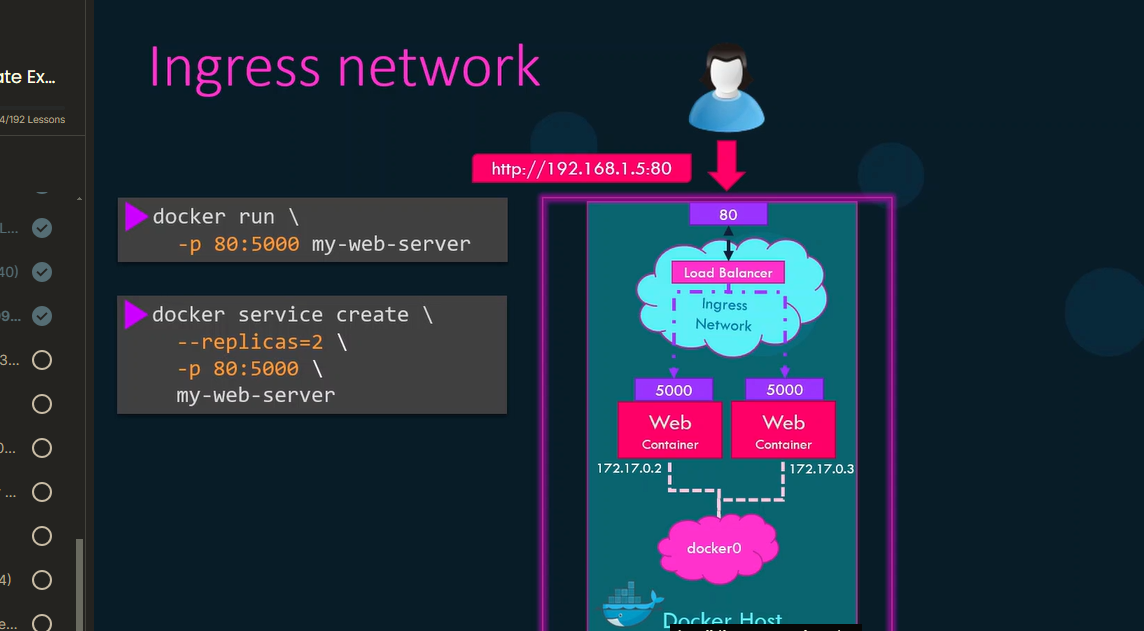 Ingress network
ate Ex...
4/192 Lessons
http://192.168.1.5:80
80
docker run \
-p 80:5000 my-web-server
L...
40)
9...
3...
0...
...
4)
e...
Load Balancer
Ingress
Network
docker service create \
--replicas=2 \
-p 80:5000 \
my-web-server
5000
5000
Web
Container
Web
Container
172.17.0.2
172.17.0.3
docker0
Docker Host